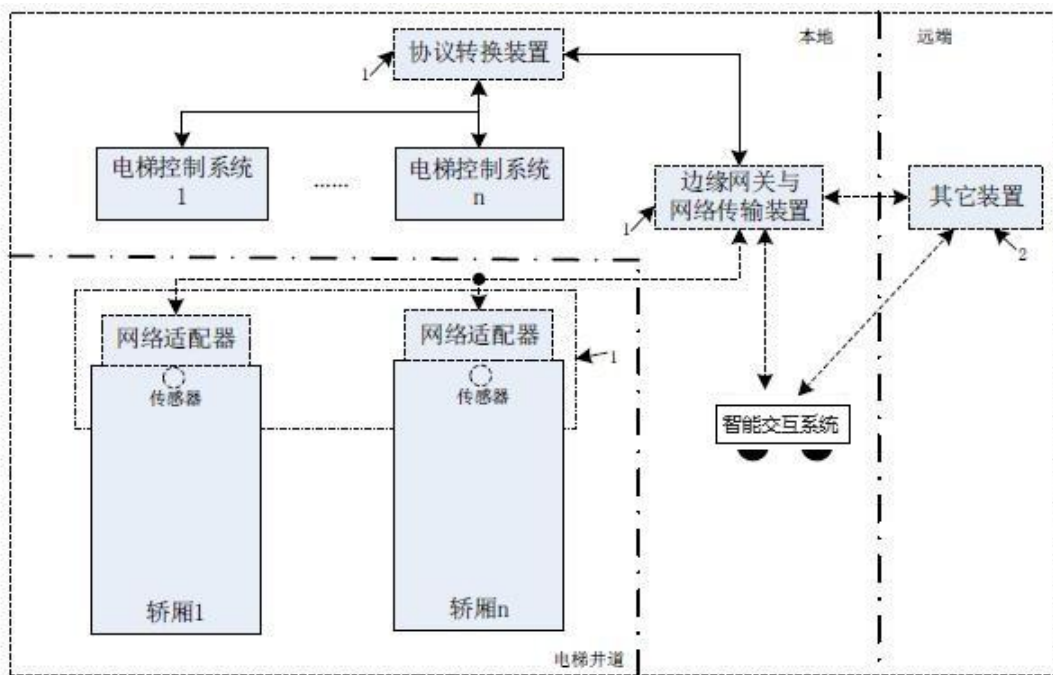 本地
远端
协议转换装置
1
电梯控制系统
1
……
电梯控制系统
n
边缘网关与
网络传输装置
1
其它装置
2
网络适配器
传感器
网络适配器
传感器
1
智能交互系统
轿厢1
轿厢n
电梯井道